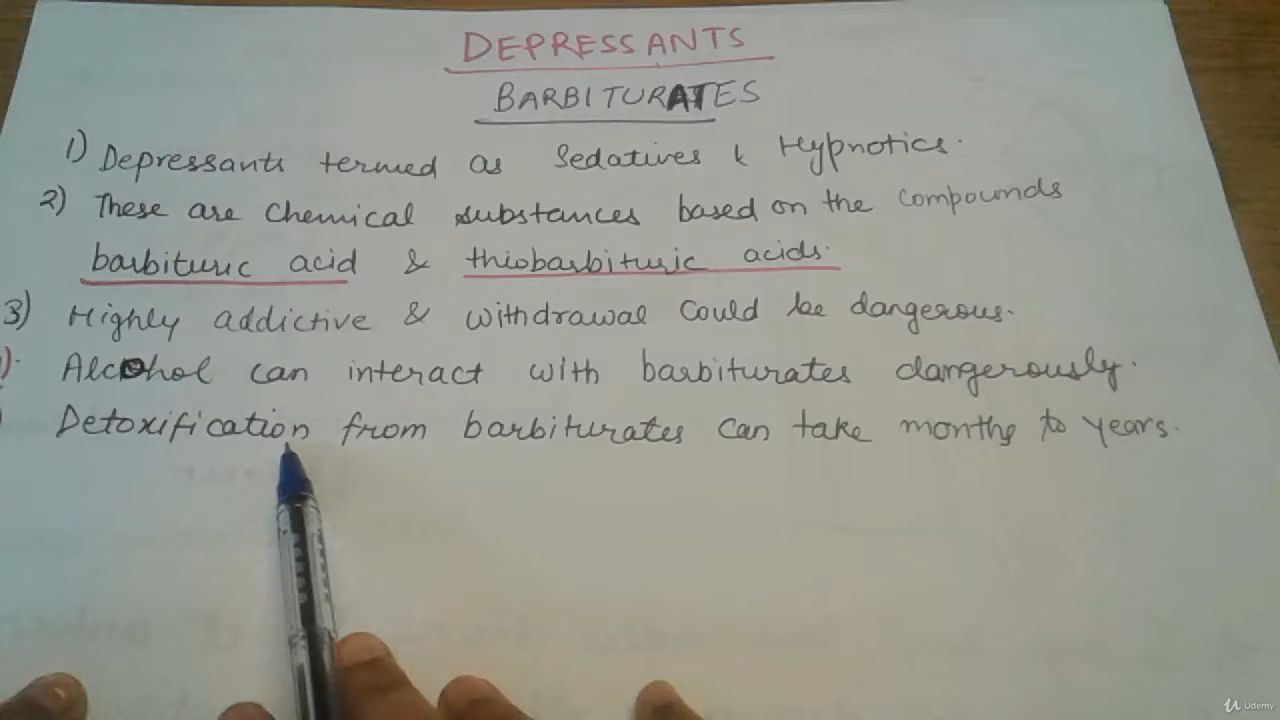 DEPRESSANTS
BARBITURATES
1) Depressants termed as Sedatives & Hypnotics.
2) These are chemical substances based on the compounds
barbituric acid & thiobarbituric acids.
3) Highly addictive & withdrawal could be dangerous.
). Alcohol can interact with barbiturates dangerously.
Detoxification from barbiturates can take months to years.
Udemy